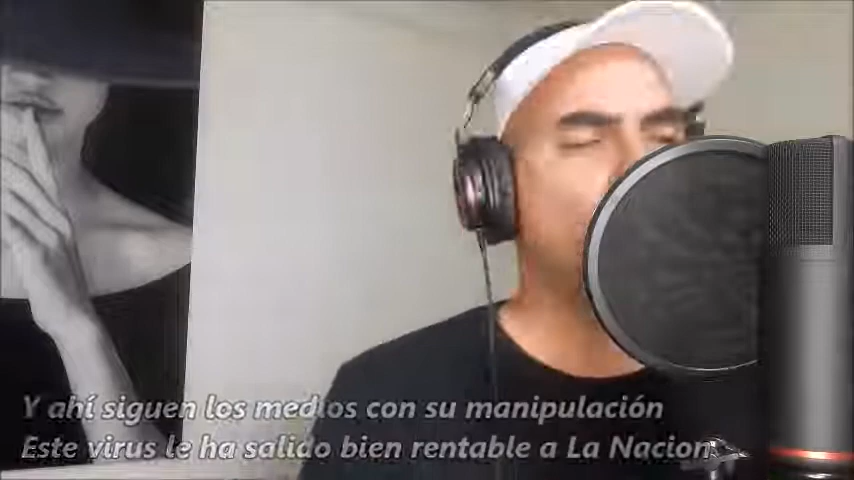 Y ahí siguen los medios con su manipulación
Este virus le ha salido bien rentable a La Nacion